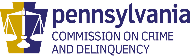 pennsylvania
COMMISSION ON CRIME
AND DELINQUENCY